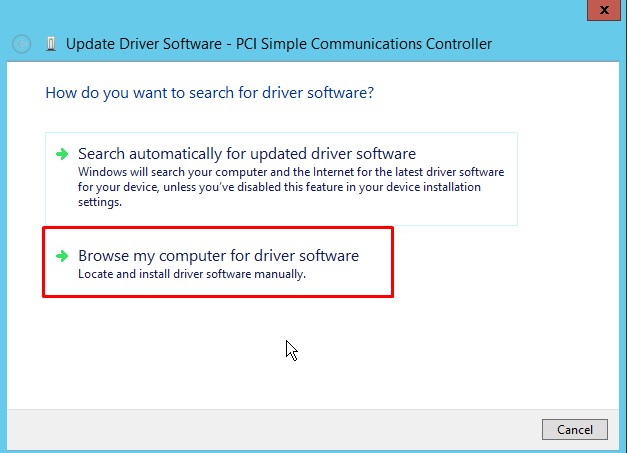 x
Update Driver Software - PCI Simple Communications Controller
How do you want to search for driver software?
Search automatically for updated driver software
Windows will search your computer and the Internet for the latest driver software
for your device, unless you've disabled this feature in your device installation
settings.
Browse my computer for driver software
Locate and install driver software manually.
Cancel